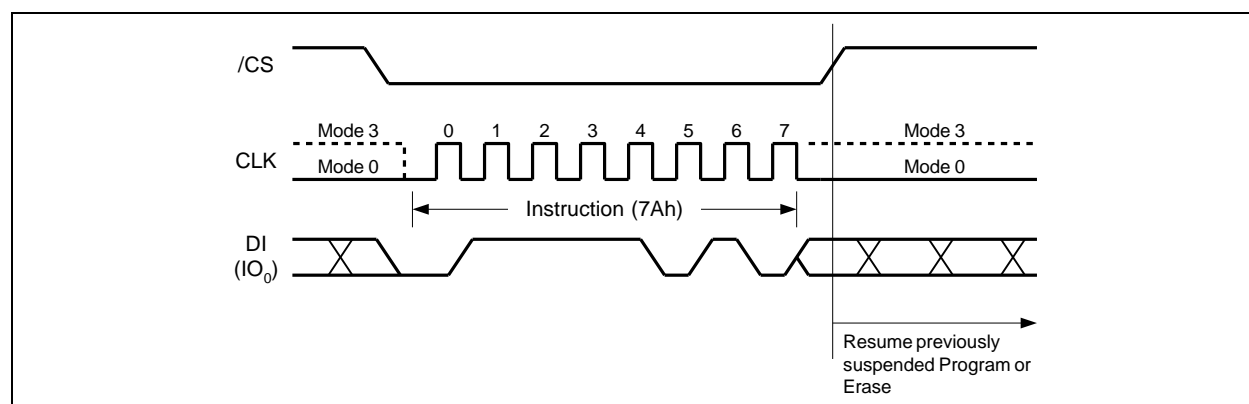 /CS
Mode 3 0 1 2 3 4 5 6 7 Mode 3
CLK
Mode 0 Mode 0
Instruction (7Ah)
DI
(IO0)
Resume previously
suspended Program or
Erase